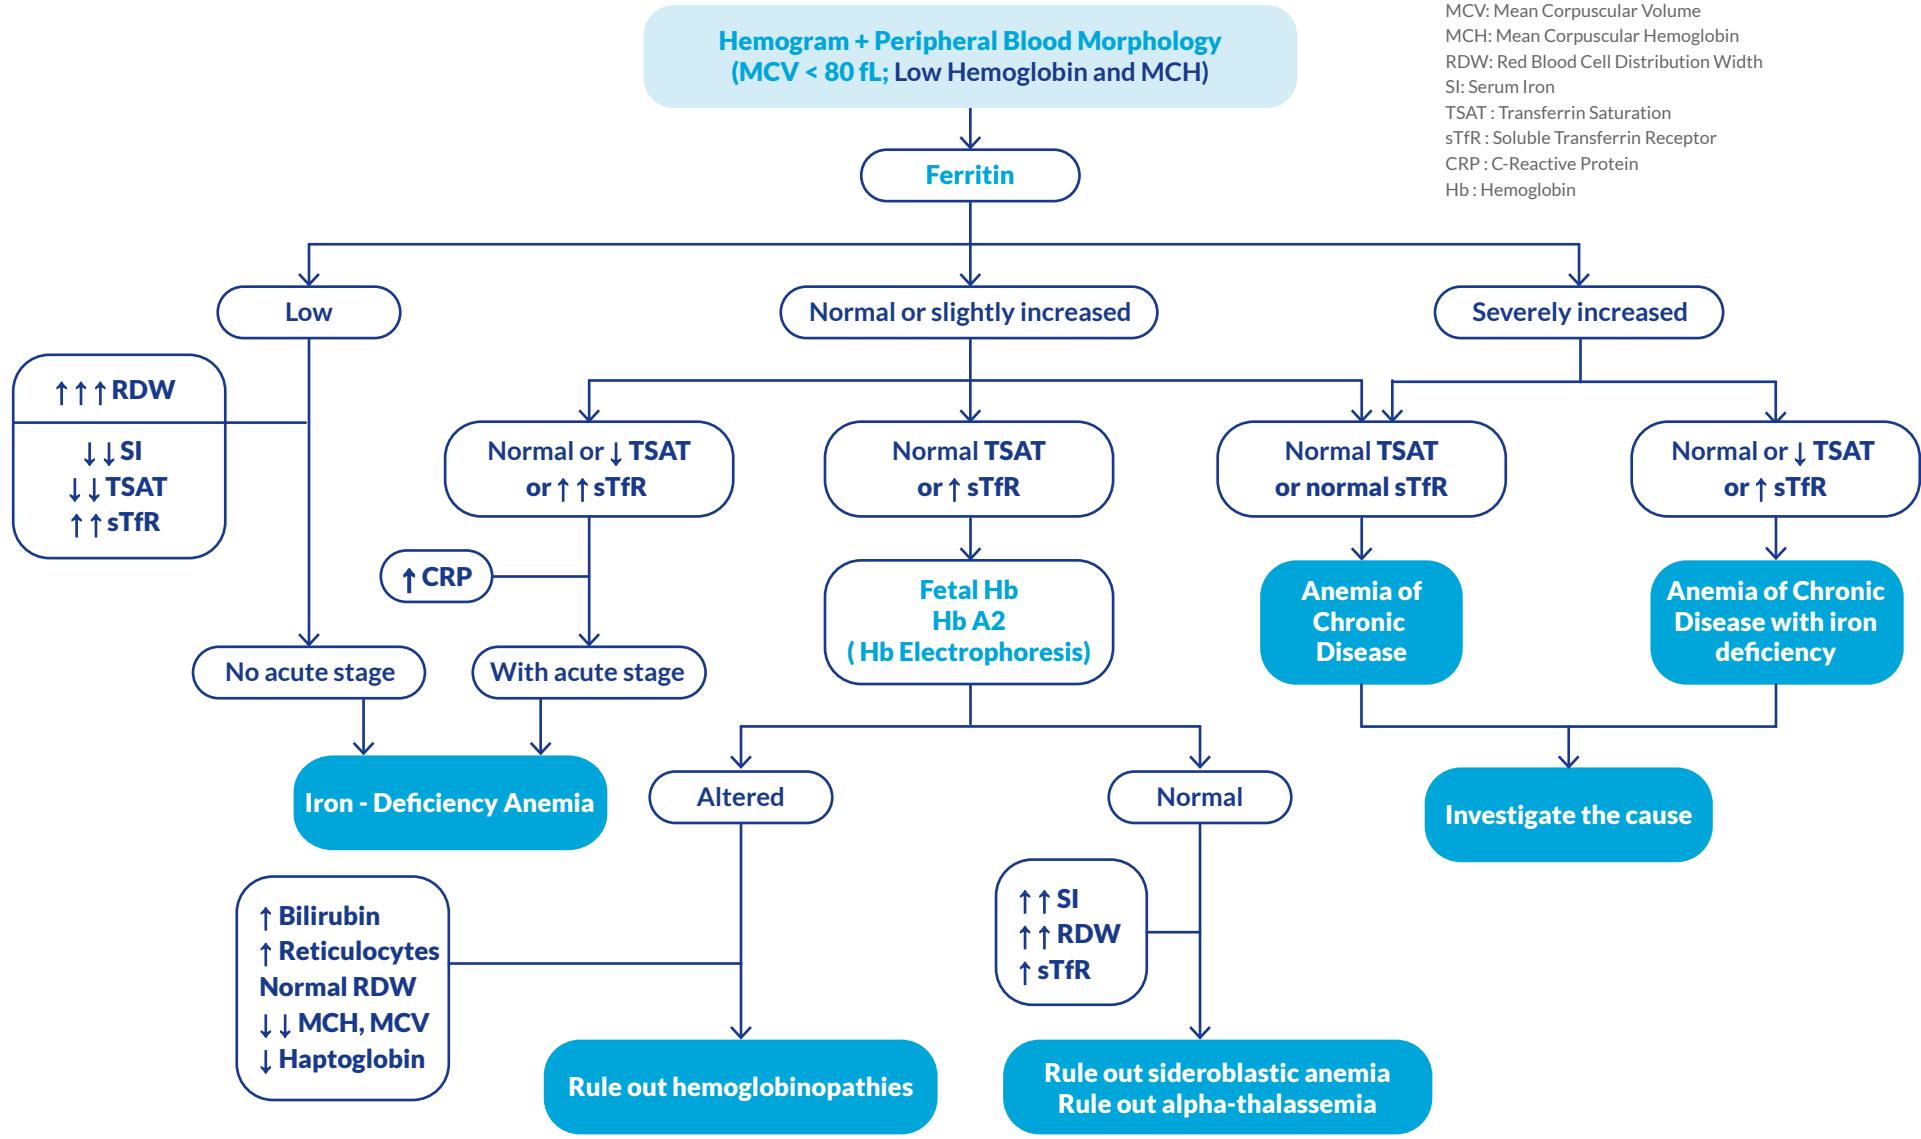 Hemogram + Peripheral Blood Morphology
(MCV < 80 fL; Low Hemoglobin and MCH)
MCV: Mean Corpuscular Volume
MCH: Mean Corpuscular Hemoglobin
RDW: Red Blood Cell Distribution Width
SI: Serum Iron
TSAT : Transferrin Saturation
sTfR : Soluble Transferrin Receptor
CRP : C-Reactive Protein
Hb : Hemoglobin
Ferritin
Low
Normal or slightly increased
Severely increased
↑↑↑ RDW
↓↓ SI
↓↓ TSAT
↑↑ sTfR
Normal or ↓ TSAT
or ↑↑ sTfR
Normal TSAT
or ↑ sTfR
Normal TSAT
or normal sTfR
Normal or ↓ TSAT
or ↑ sTfR
↑ CRP
Fetal Hb
Hb A2
( Hb Electrophoresis)
Anemia of
Chronic
Disease
Anemia of Chronic
Disease with iron
deficiency
No acute stage
With acute stage
Iron - Deficiency Anemia
Altered
Normal
Investigate the cause
↑ Bilirubin
↑ Reticulocytes
Normal RDW
↓↓ MCH, MCV
↓ Haptoglobin
↑↑ SI
↑↑ RDW
↑ sTfR
Rule out hemoglobinopathies
Rule out sideroblastic anemia
Rule out alpha-thalassemia